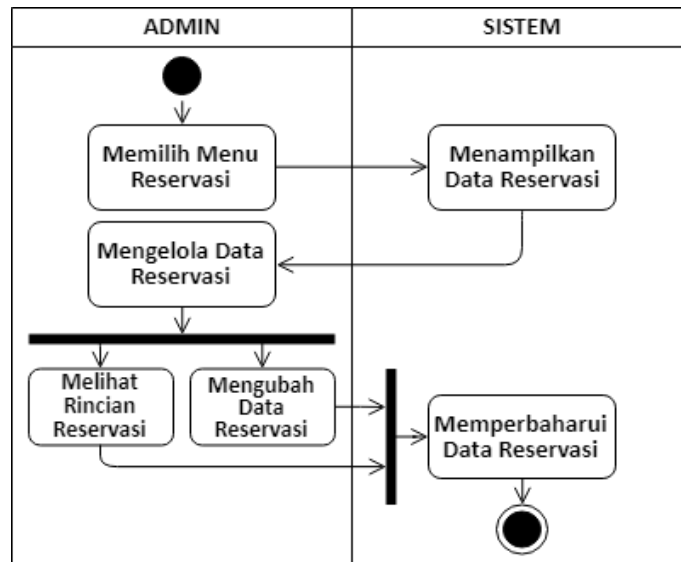 ADMIN
SISTEM
Memilih Menu
Reservasi
Menampilkan
Data Reservasi
Mengelola Data
Reservasi
Melihat
Rincian
Reservasi
Mengubah
Data
Reservasi
Memperbaharui
Data Reservasi